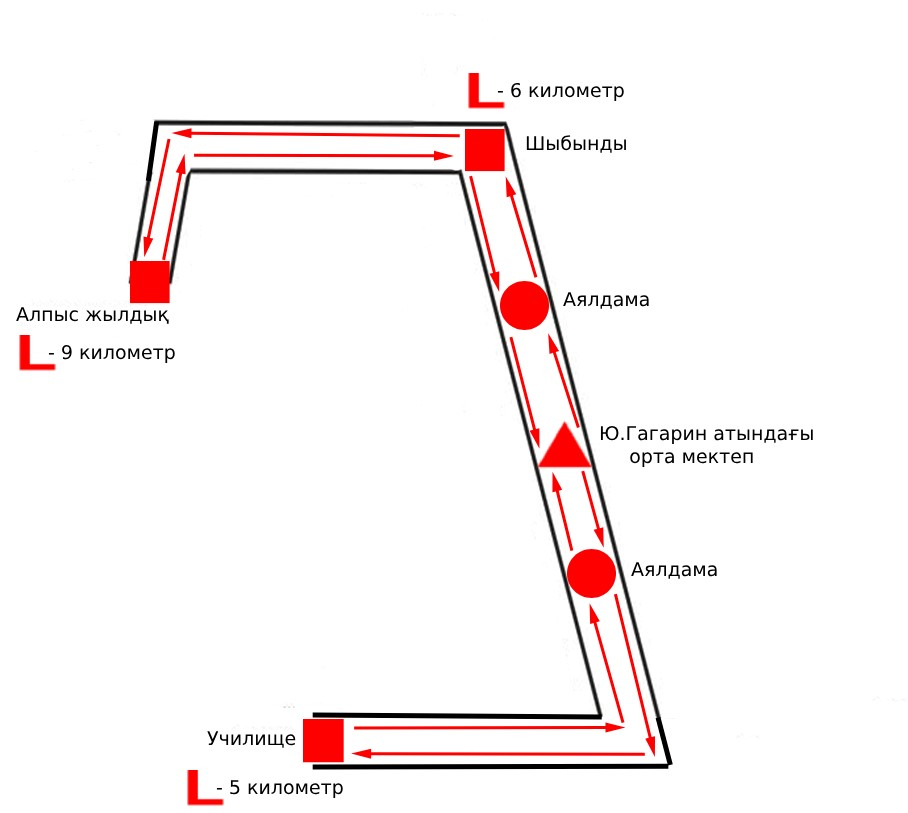 L - 6 километр
Шыбынды
Аялдама
Алпыс жылдық
L - 9 километр
Ю.Гагарин атындағы
орта мектеп
Аялдама
Училище
L - 5 километр